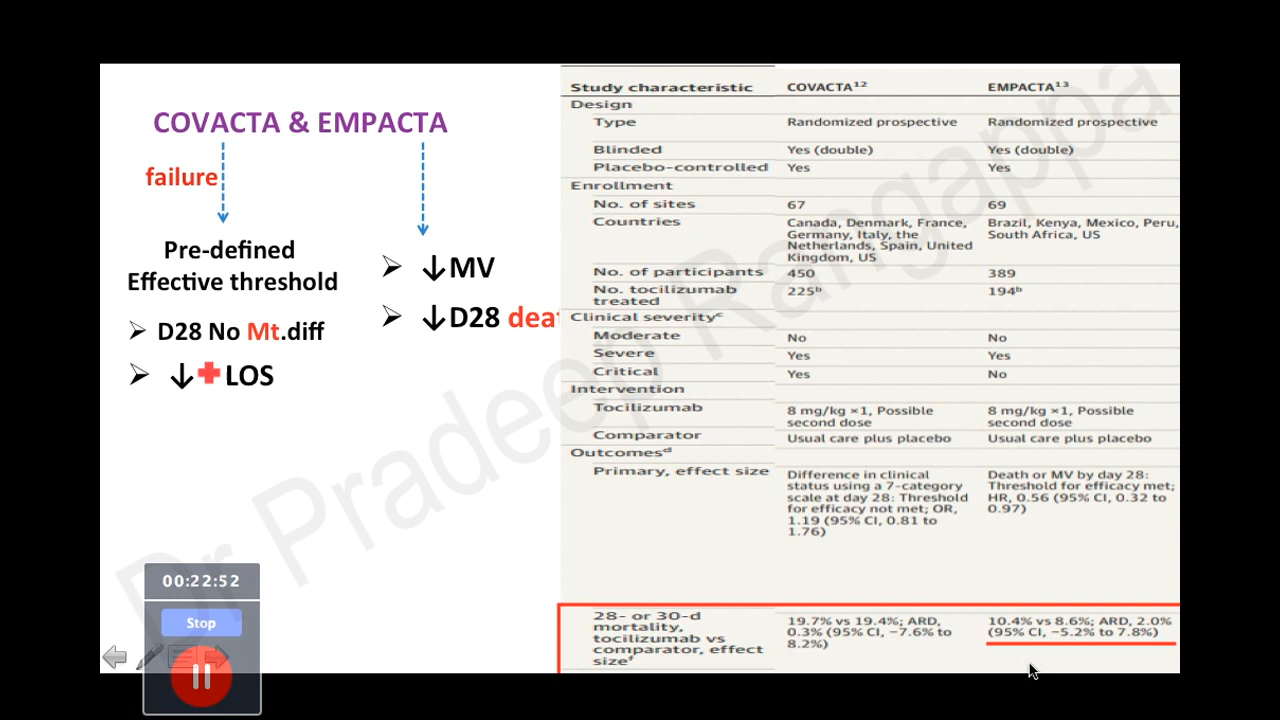 COVACTA & EMPACTA
failure
Pre-defined
Effective threshold
➢ D28 No Mt.diff
➢ ↓ LOS
➢ ↓MV
➢ ↓D28
Study characteristic COVACTA¹² EMPACTA¹³
Design
Type Randomized prospective Randomized prospective
Blinded Yes (double) Yes (double)
Placebo-controlled Yes Yes
Enrollment
No. of sites 67 69
Countries Canada, Denmark, France, Brazil, Kenya, Mexico, Peru,
Germany, Italy, the South Africa, US
Netherlands, Spain, United
Kingdom, US
No. of participants 450 389
No. tocilizumab 225ᵇ 194ᵇ
treated
Clinical severityᶜ
Moderate No No
Severe Yes Yes
Critical Yes No
Intervention
Tocilizumab 8 mg/kg ×1, Possible 8 mg/kg ×1, Possible
second dose second dose
Comparator Usual care plus placebo Usual care plus placebo
Outcomesᵈ
Primary, effect size Difference in clinical Death or MV by day 28:
status using a 7-category Threshold for efficacy met;
scale at day 28: Threshold HR, 0.56 (95% CI, 0.32 to
for efficacy not met; OR, 0.97)
1.19 (95% CI, 0.81 to
1.76)
28- or 30-d 19.7% vs 19.4%; ARD, 10.4% vs 8.6%; ARD, 2.0%
mortality, 0.3% (95% CI, −7.6% to (95% CI, −5.2% to 7.8%)
tocilizumab vs 8.2%)
comparator, effect
sizeᶠ
Dr Pradeep Rangappa
00:22:52
Stop